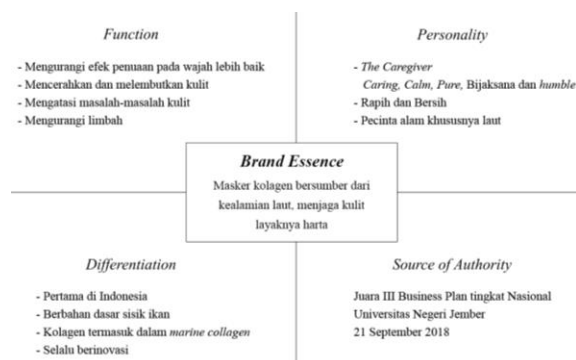 Function
- Mengurangi efek penuaan pada wajah lebih baik
- Mencerahkan dan melembutkan kulit
- Mengatasi masalah-masalah kulit
- Mengurangi limbah
Personality
- The Caregiver
Caring, Calm, Pure, Bijaksana dan humble
- Rapih dan Bersih
- Pecinta alam khususnya laut
Brand Essence
Masker kolagen bersumber dari
kealamian laut, menjaga kulit
layaknya harta
Differentiation
- Pertama di Indonesia
- Berbahan dasar sisik ikan
- Kolagen termasuk dalam marine collagen
- Selalu berinovasi
Source of Authority
Juara III Business Plan tingkat Nasional
Universitas Negeri Jember
21 September 2018